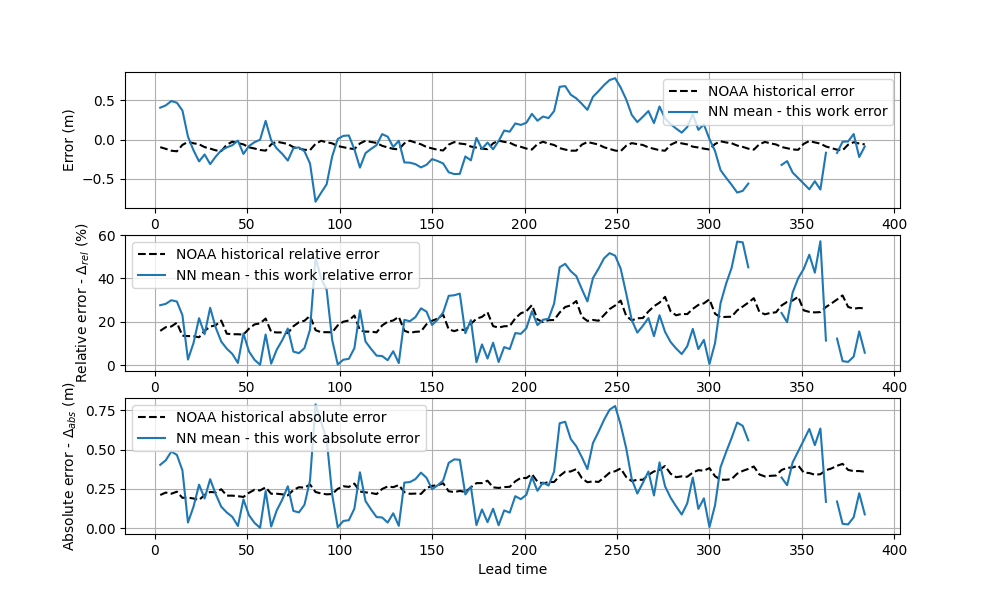 Error (m)
0.5
0.0
−0.5
NOAA historical error
NN mean - this work error
0 50 100 150 200 250 300 350 400
Relative error - Δrel (%)
60
40
20
0
NOAA historical relative error
NN mean - this work relative error
0 50 100 150 200 250 300 350 400
Absolute error - Δabs (m)
0.75
0.50
0.25
0.00
NOAA historical absolute error
NN mean - this work absolute error
0 50 100 150 200 250 300 350 400
Lead time